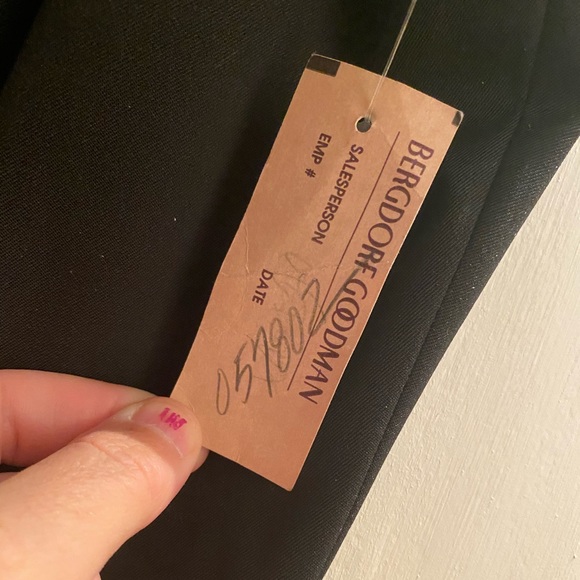 BERGDORF GOODMAN
SALESPERSON
EMP #
DATE
057802